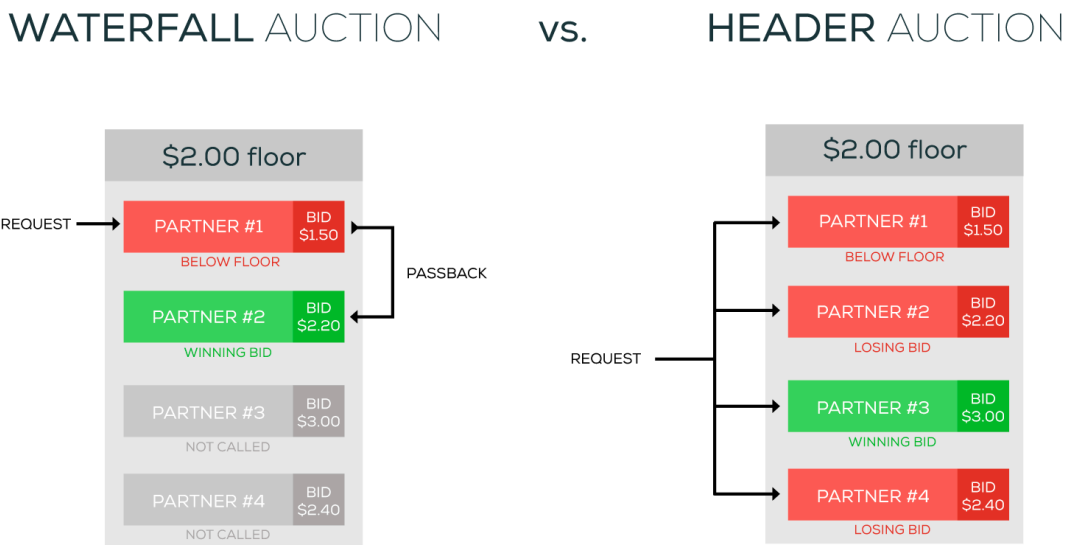 WATERFALL AUCTION vs. HEADER AUCTION
$2.00 floor
REQUEST
PARTNER #1
BID
$1.50
BELOW FLOOR
PASSBACK
PARTNER #2
BID
$2.20
WINNING BID
PARTNER #3
BID
$3.00
NOT CALLED
PARTNER #4
BID
$2.40
NOT CALLED
$2.00 floor
REQUEST
PARTNER #1
BID
$1.50
BELOW FLOOR
PARTNER #2
BID
$2.20
LOSING BID
PARTNER #3
BID
$3.00
WINNING BID
PARTNER #4
BID
$2.40
LOSING BID